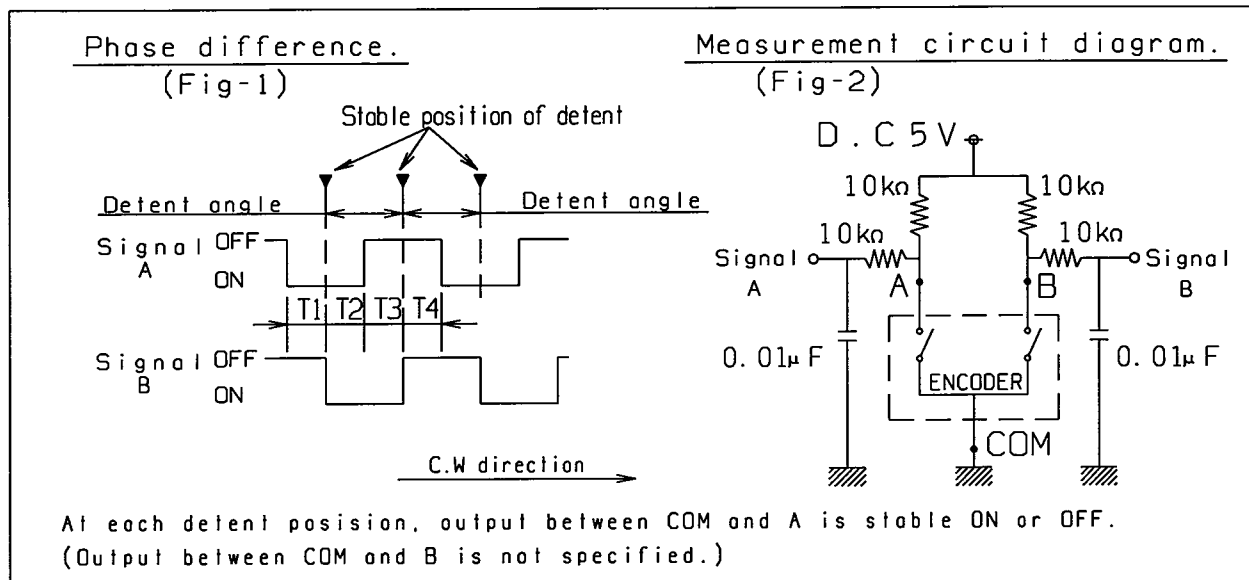 Phase difference.
(Fig-1)
Stable position of detent
Detent angle
Detent angle
Signal A
OFF
ON
T1 T2 T3 T4
Signal B
OFF
ON
C.W direction
Measurement circuit diagram.
(Fig-2)
D.C 5V
10kΩ
10kΩ
10kΩ
10kΩ
Signal A
A
B
Signal B
0.01μF
ENCODER
0.01μF
COM
At each detent posision, output between COM and A is stable ON or OFF.
(Output between COM and B is not specified.)